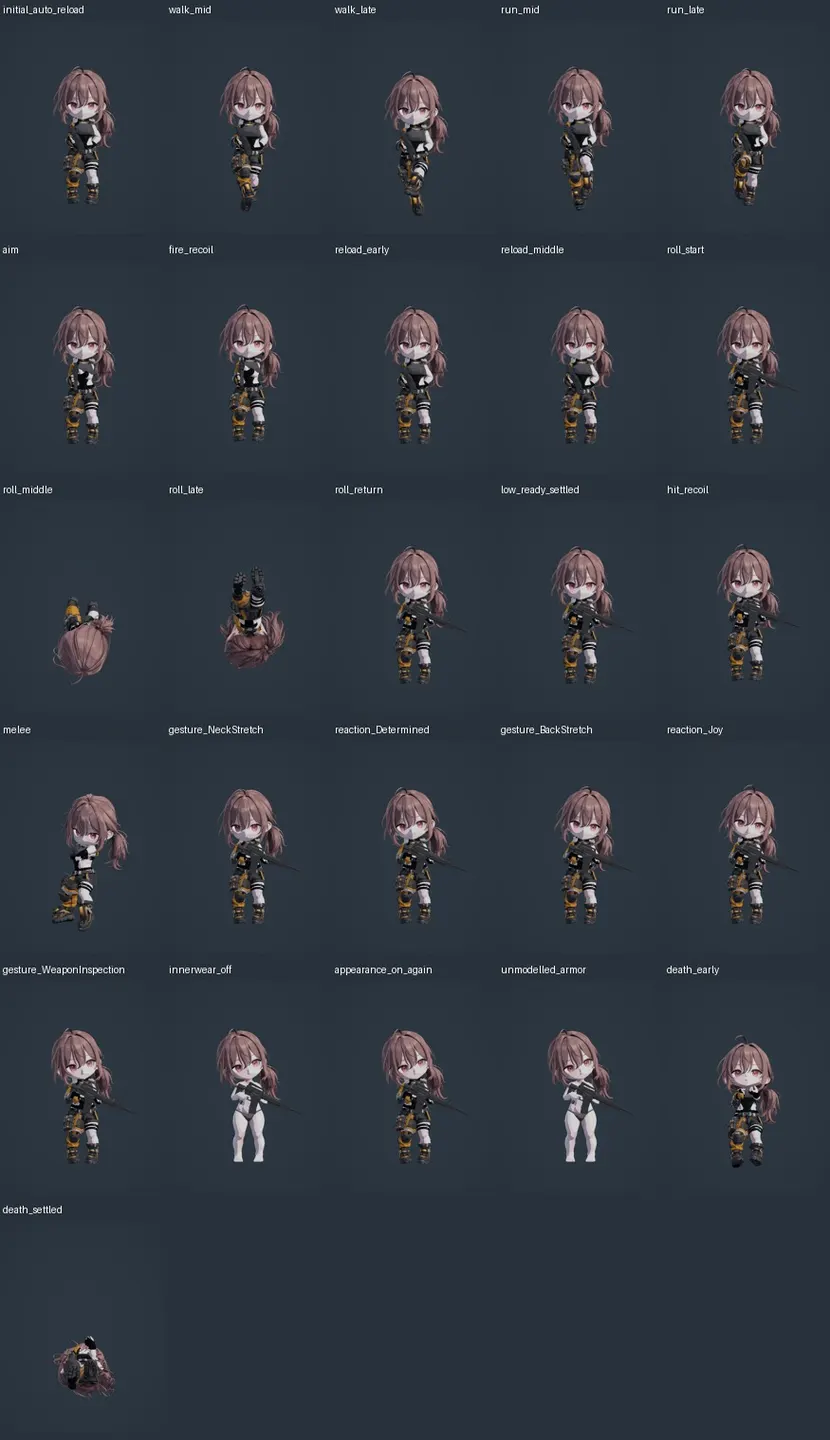 initial_auto_reload
walk_mid
walk_late
run_mid
run_late
aim
fire_recoil
reload_early
reload_middle
roll_start
roll_middle
roll_late
roll_return
low_ready_settled
hit_recoil
melee
gesture_NeckStretch
reaction_Determined
gesture_BackStretch
reaction_Joy
gesture_WeaponInspection
innerwear_off
appearance_on_again
unmodelled_armor
death_early
death_settled